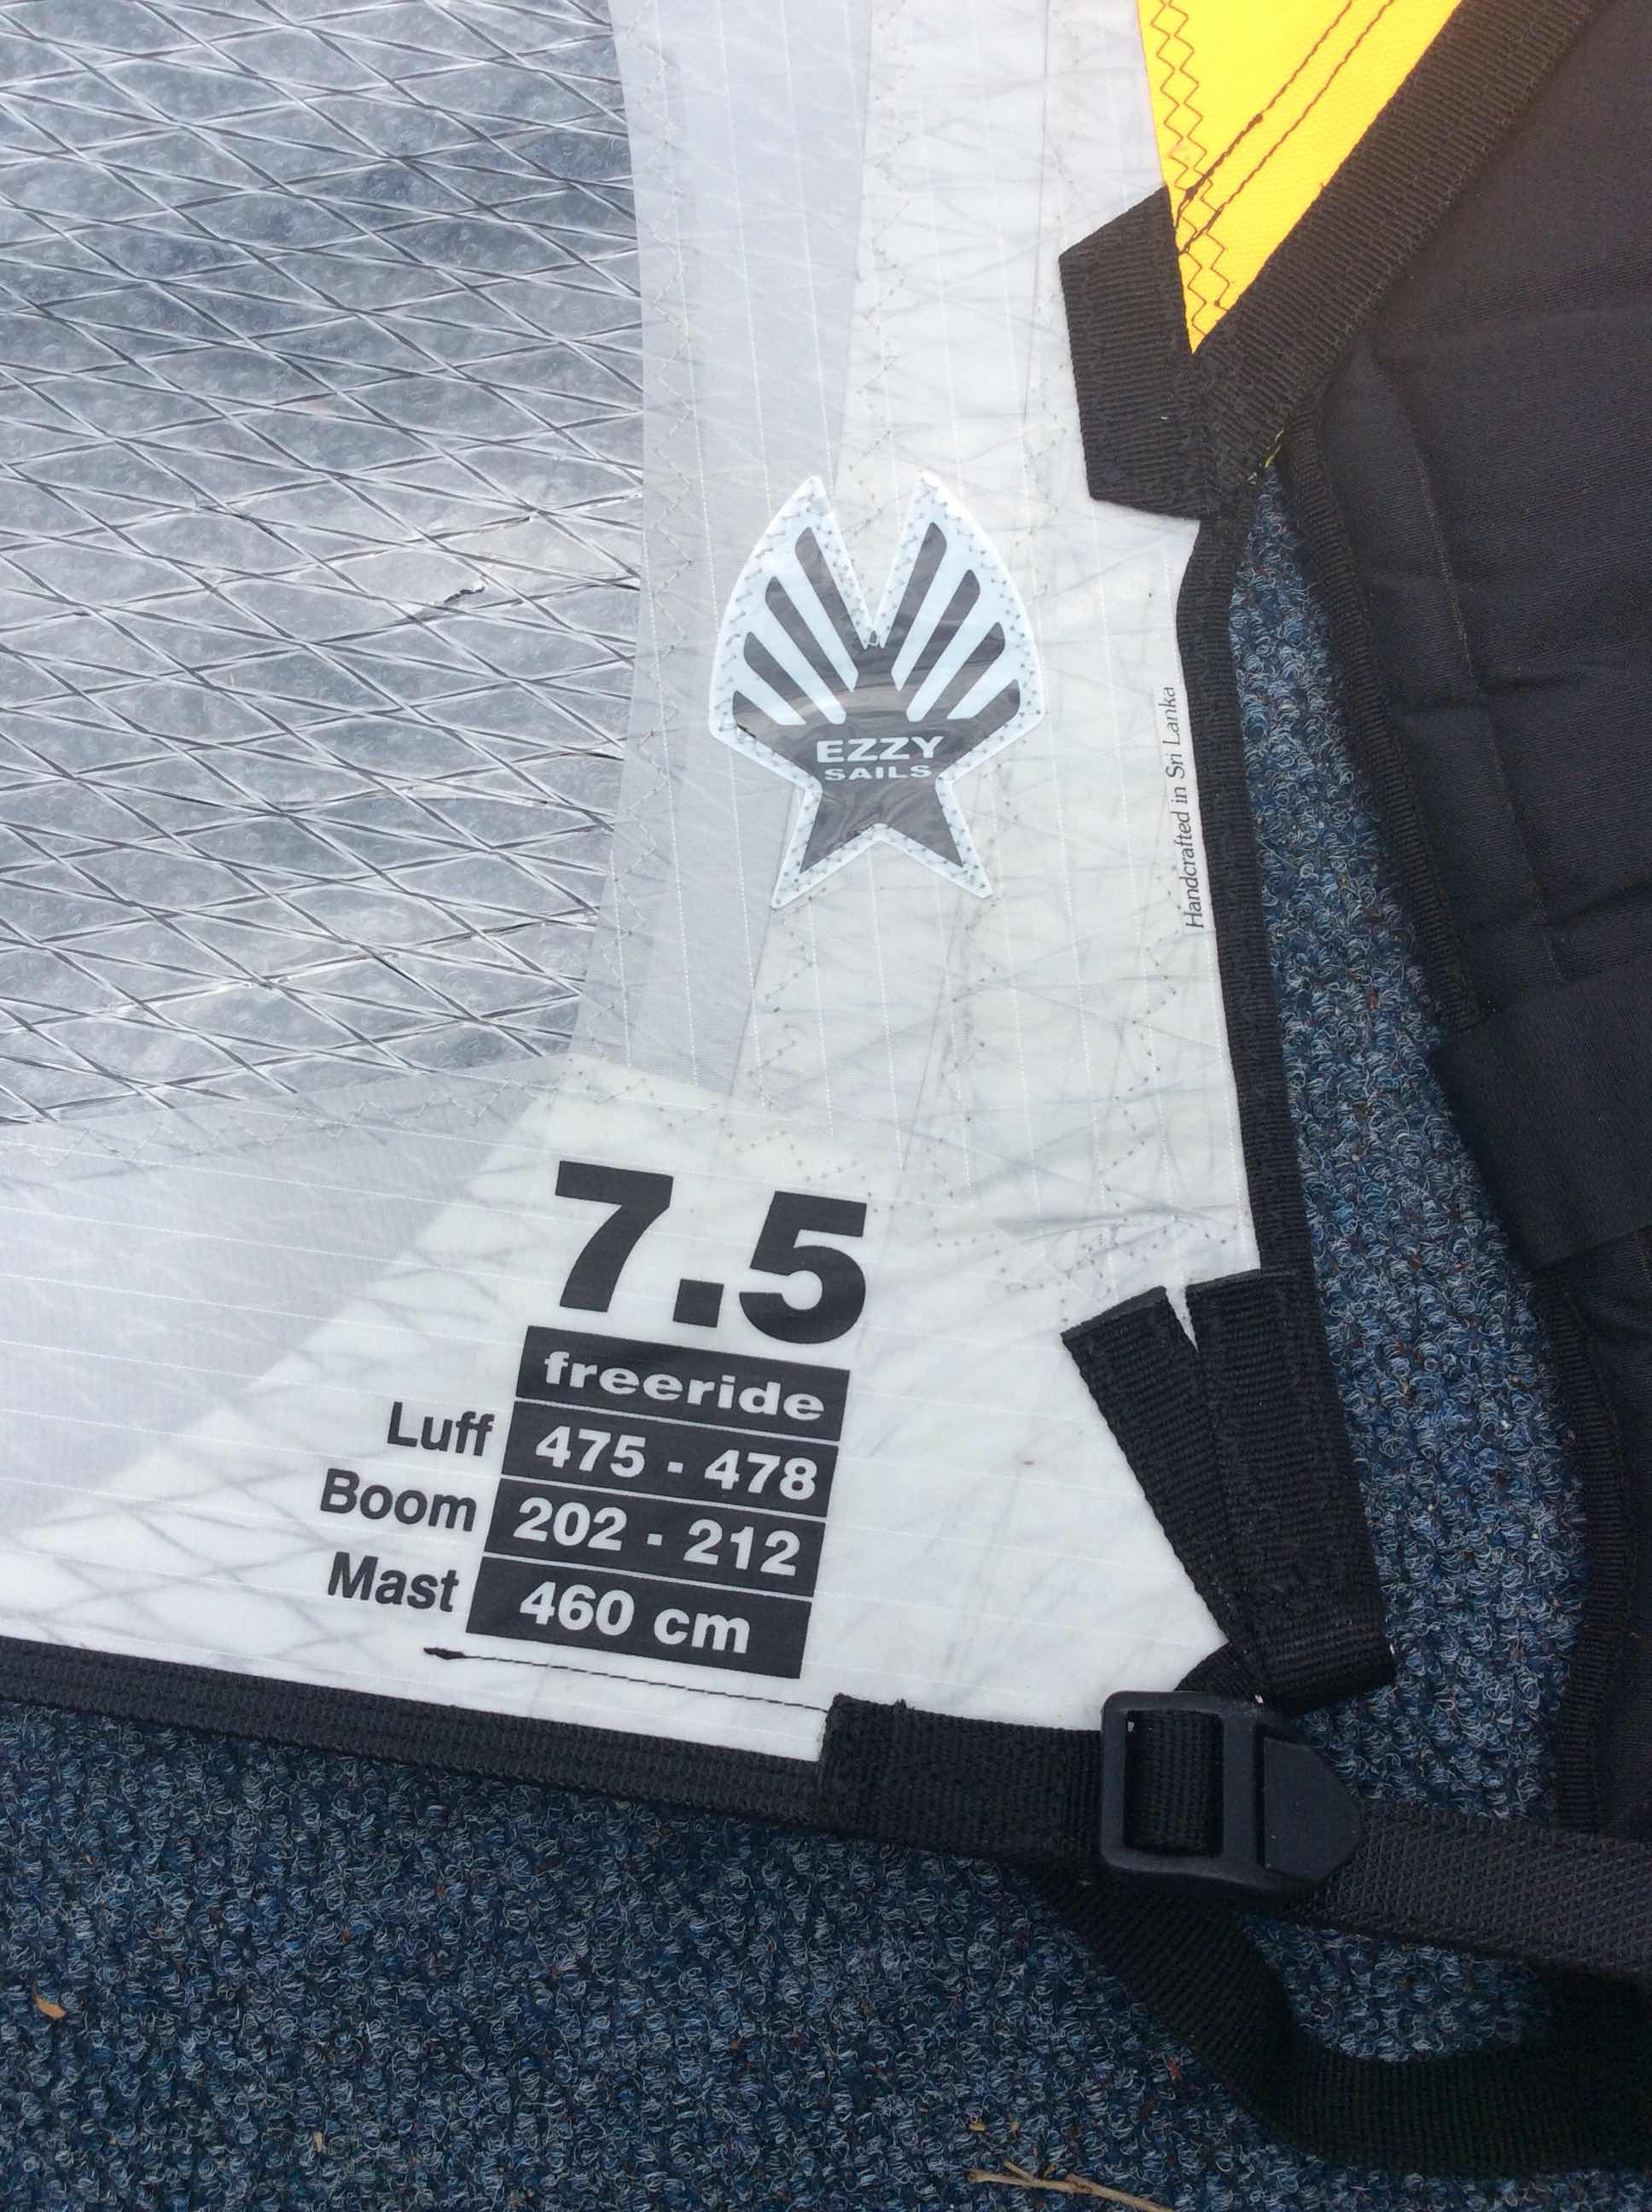 EZZY
SAILS
Handcrafted in Sri Lanka
7.5
freeride
Luff 475 - 478
Boom 202 - 212
Mast 460 cm